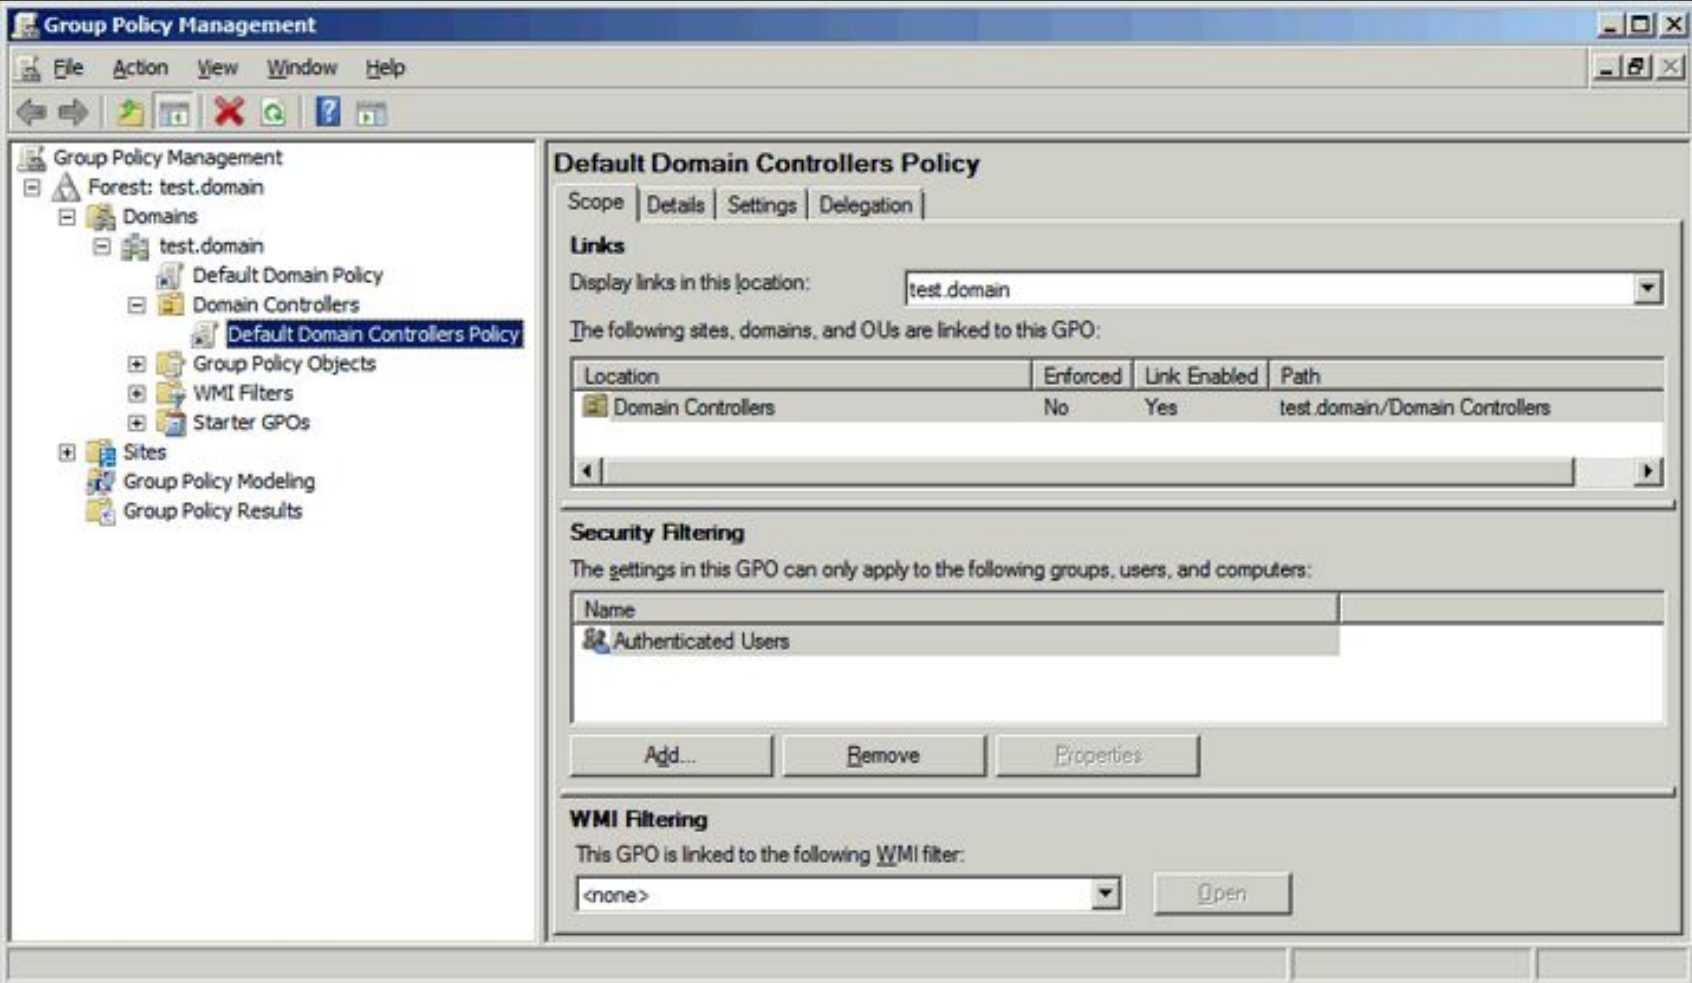 Group Policy Management
File Action View Window Help
Group Policy Management
Forest: test.domain
Domains
test.domain
Default Domain Policy
Domain Controllers
Default Domain Controllers Policy
Group Policy Objects
WMI Filters
Starter GPOs
Sites
Group Policy Modeling
Group Policy Results
Default Domain Controllers Policy
Scope Details Settings Delegation
Links
Display links in this location: test.domain
The following sites, domains, and OUs are linked to this GPO:
Location Enforced Link Enabled Path
Domain Controllers No Yes test.domain/Domain Controllers
Security Filtering
The settings in this GPO can only apply to the following groups, users, and computers:
Name
Authenticated Users
Add... Remove Properties
WMI Filtering
This GPO is linked to the following WMI filter:
<none> Open